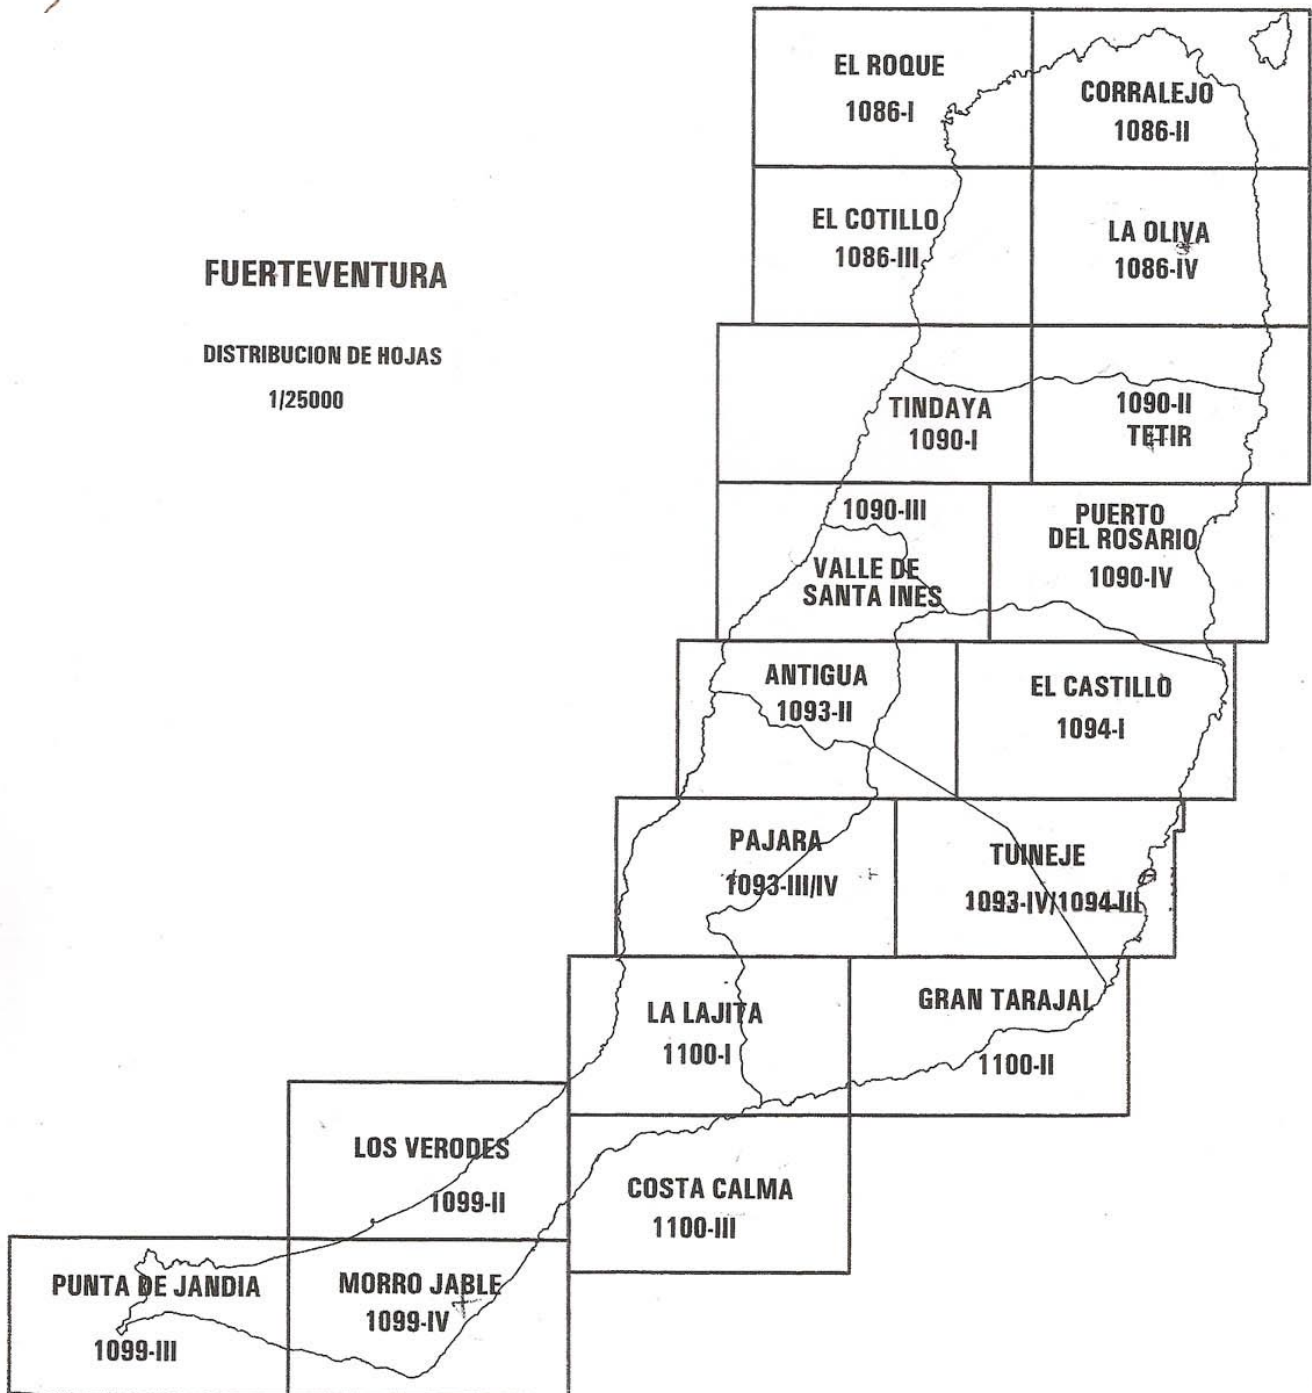 EL ROQUE
1086-I
CORRALEJO
1086-II
EL COTILLO
1086-III
LA OLIVA
1086-IV
FUERTEVENTURA
DISTRIBUCION DE HOJAS
1/25000
TINDAYA
1090-I
1090-II
TETIR
1090-III
VALLE DE
SANTA INES
PUERTO
DEL ROSARIO
1090-IV
ANTIGUA
1093-II
EL CASTILLO
1094-I
PAJARA
1093-III/IV
TUINEJE
1093-IV/1094-III
LA LAJITA
1100-I
GRAN TARAJAL
1100-II
LOS VERODES
1099-II
COSTA CALMA
1100-III
PUNTA DE JANDIA
1099-III
MORRO JABLE
1099-IV